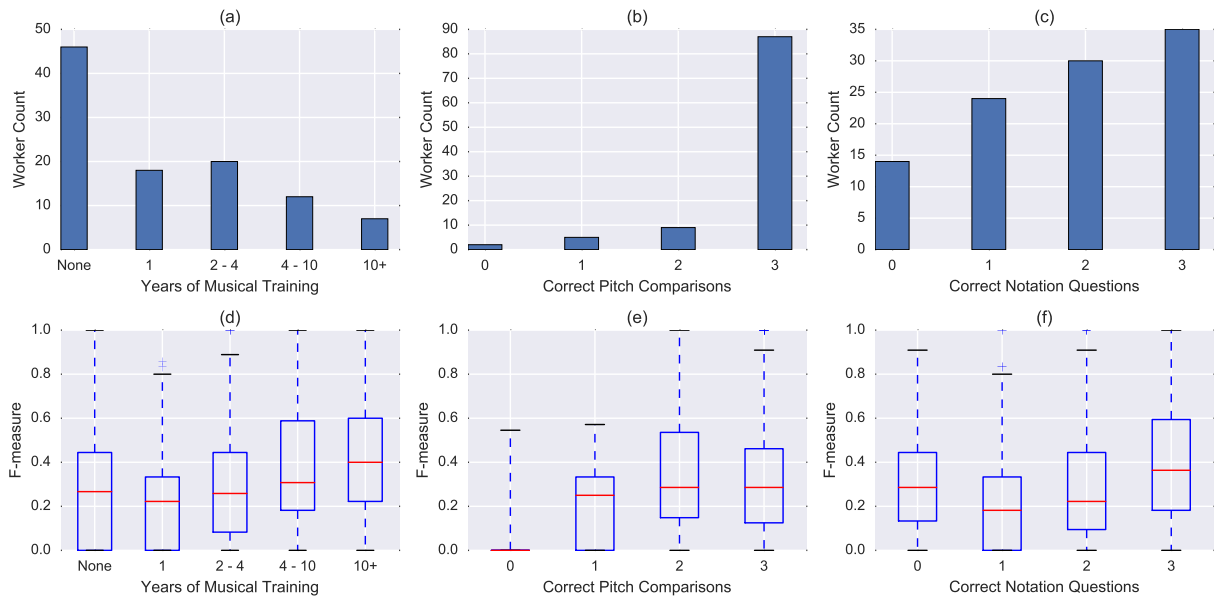 (a)
50
40
30
20
10
0
Worker Count
None 1 2 - 4 4 - 10 10+
Years of Musical Training
(b)
90
80
70
60
50
40
30
20
10
0
Worker Count
0 1 2 3
Correct Pitch Comparisons
(c)
35
30
25
20
15
10
5
0
Worker Count
0 1 2 3
Correct Notation Questions
(d)
1.0
0.8
0.6
0.4
0.2
0.0
F-measure
None 1 2 - 4 4 - 10 10+
Years of Musical Training
(e)
1.0
0.8
0.6
0.4
0.2
0.0
F-measure
0 1 2 3
Correct Pitch Comparisons
(f)
1.0
0.8
0.6
0.4
0.2
0.0
F-measure
0 1 2 3
Correct Notation Questions